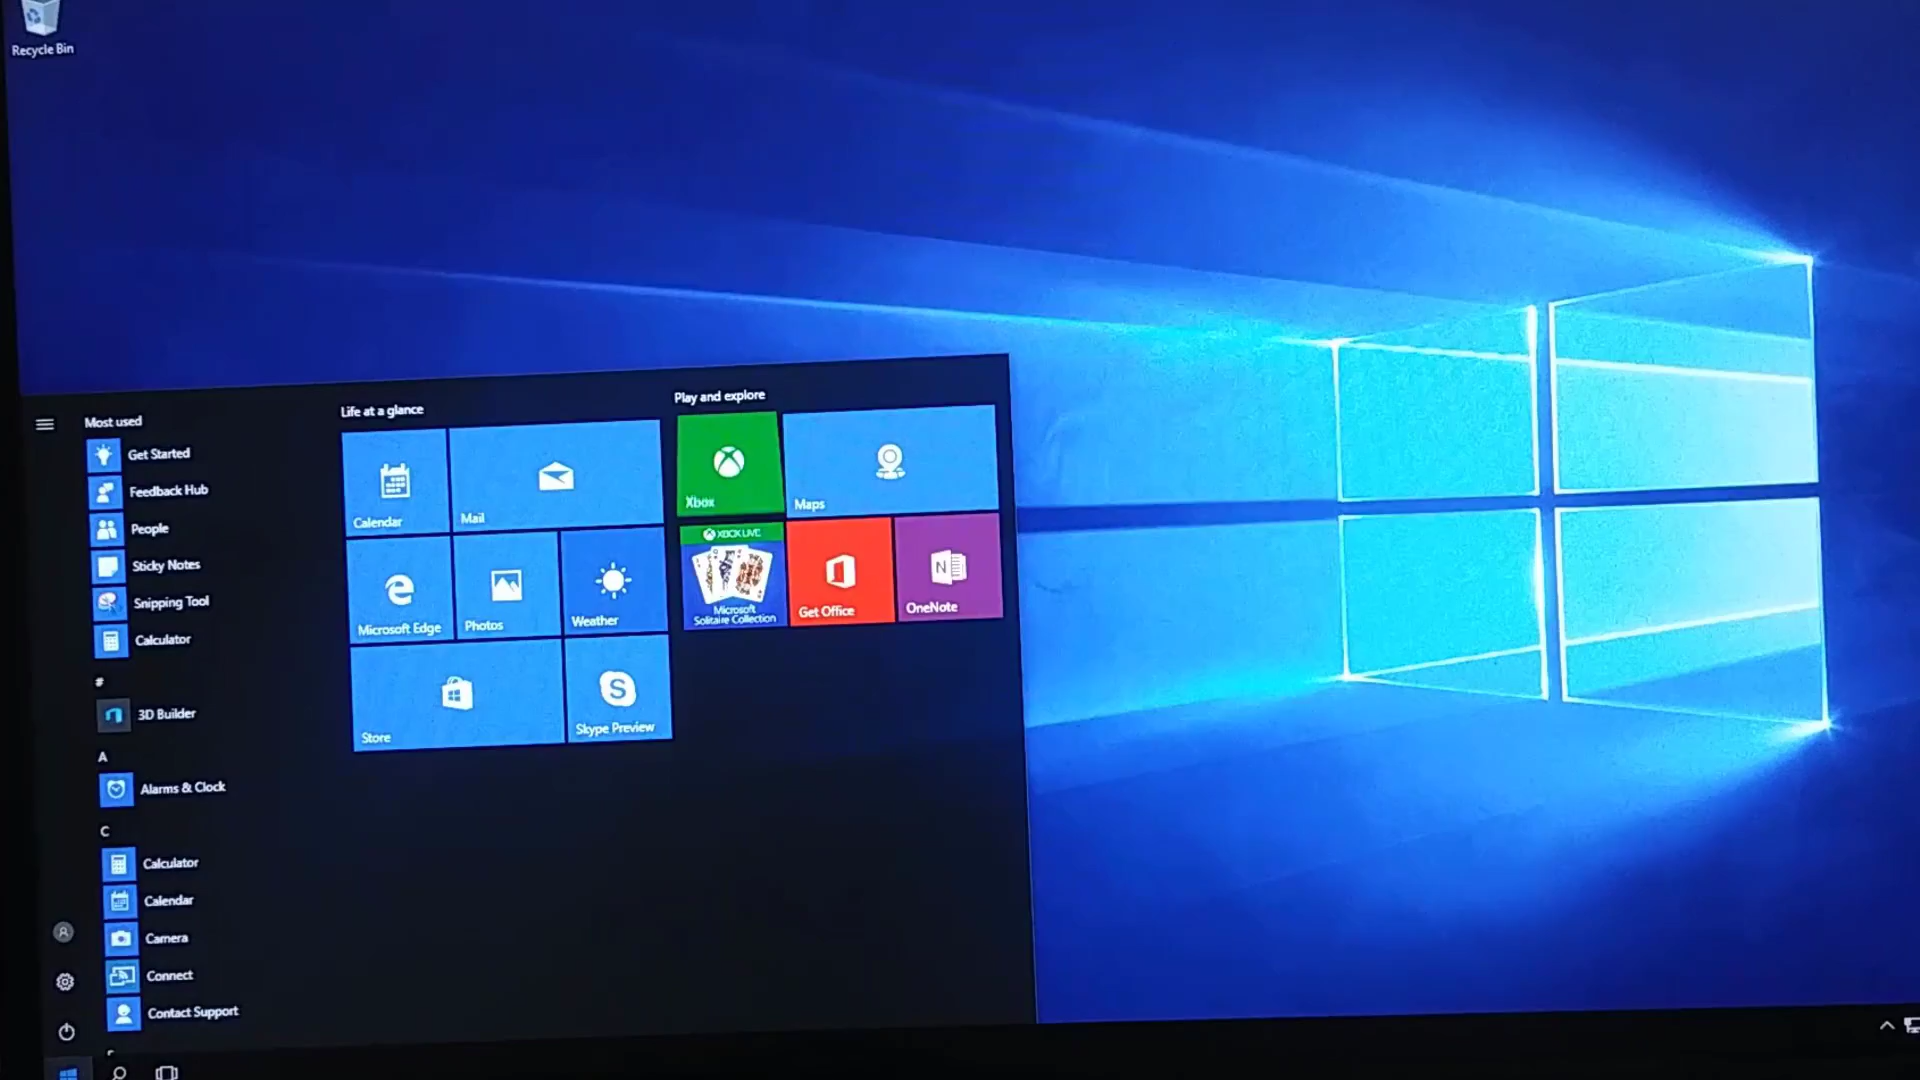 Recycle Bin
Most used
Get Started
Feedback Hub
People
Sticky Notes
Snipping Tool
Calculator
#
3D Builder
A
Alarms & Clock
C
Calculator
Calendar
Camera
Connect
Contact Support
Life at a glance
Calendar
Mail
Microsoft Edge
Photos
Weather
Store
Skype Preview
Play and explore
Xbox
Maps
XBOX LIVE
Microsoft
Solitaire Collection
Get Office
OneNote